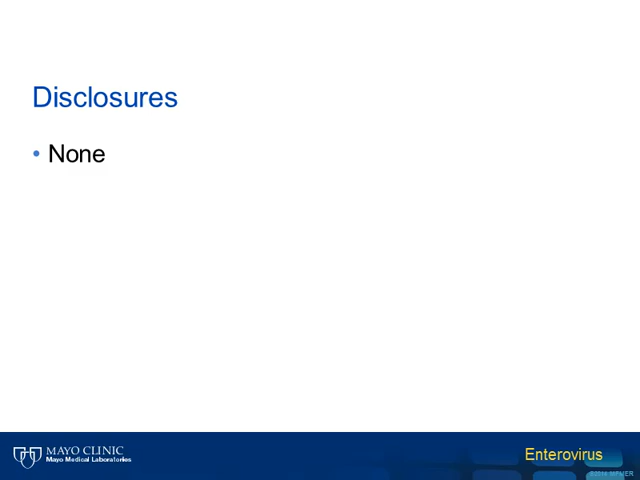 Disclosures
• None
MAYO CLINIC
Mayo Medical Laboratories
Enterovirus